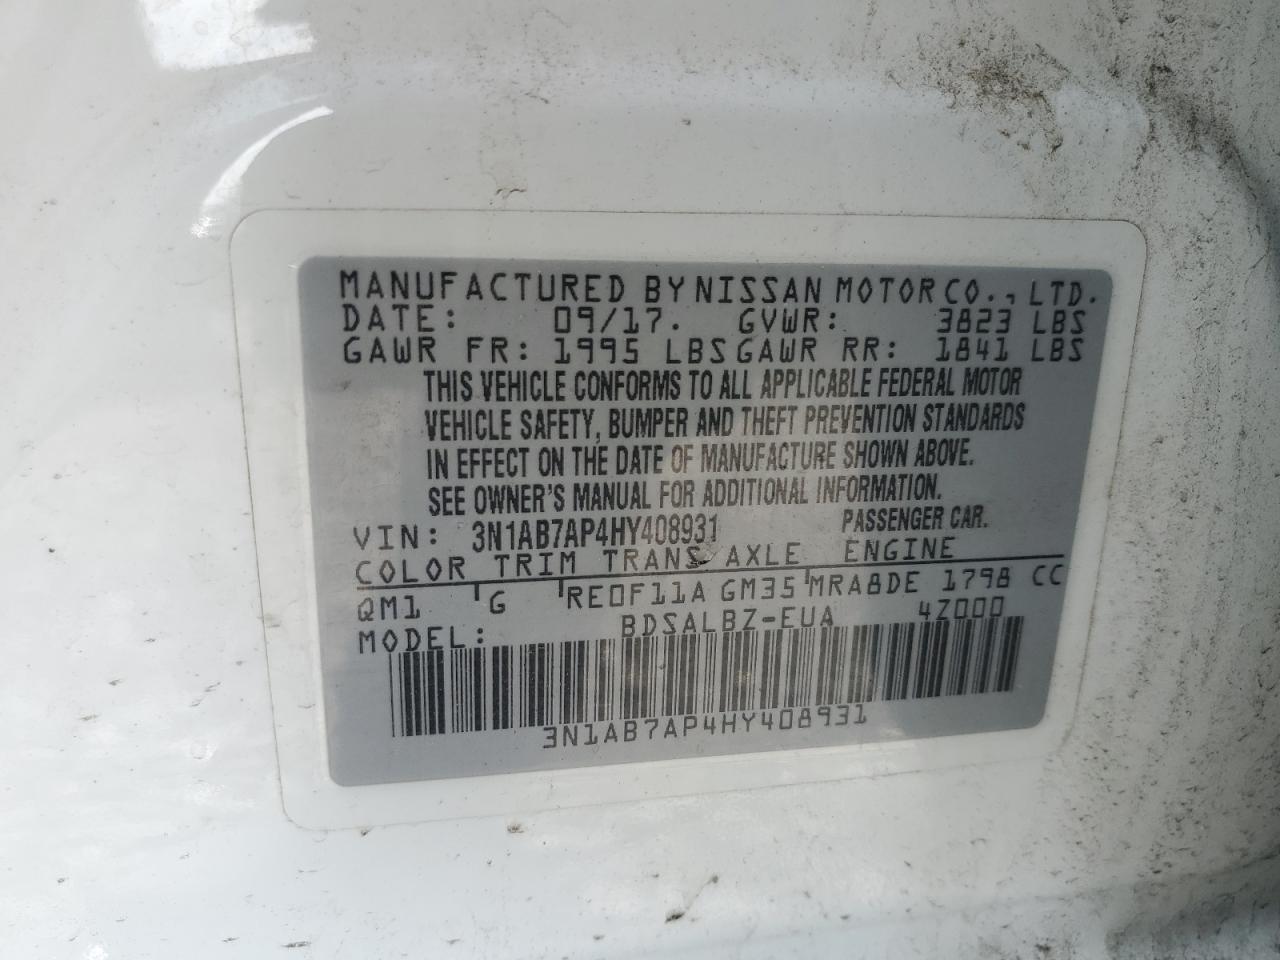 MANUFACTURED BY NISSAN MOTOR CO., LTD.
DATE: 09/17. GVWR: 3823 LBS
GAWR FR: 1995 LBS GAWR RR: 1841 LBS
THIS VEHICLE CONFORMS TO ALL APPLICABLE FEDERAL MOTOR
VEHICLE SAFETY, BUMPER AND THEFT PREVENTION STANDARDS
IN EFFECT ON THE DATE OF MANUFACTURE SHOWN ABOVE.
SEE OWNER'S MANUAL FOR ADDITIONAL INFORMATION.
VIN: 3N1AB7AP4HY408931 PASSENGER CAR.
COLOR TRIM TRANS AXLE ENGINE
QM1 G RE0F11A GM35 MRA8DE 1798 CC
MODEL: BDSALBZ-EUA 4Z000
3N1AB7AP4HY408931